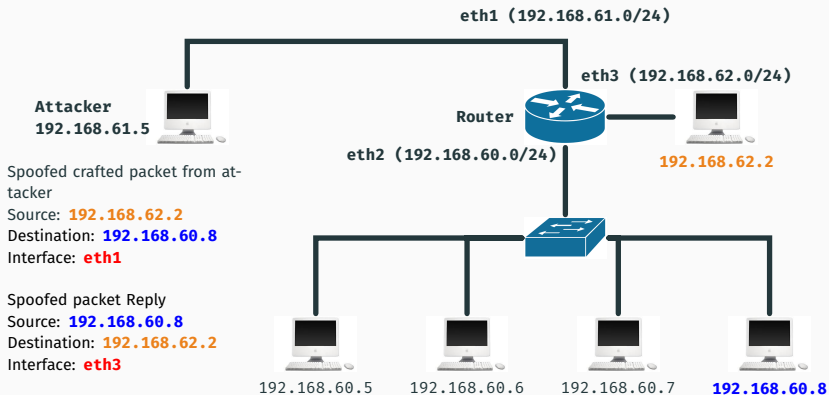 eth1 (192.168.61.0/24)
eth3 (192.168.62.0/24)
Attacker
192.168.61.5
Router
eth2 (192.168.60.0/24)
192.168.62.2
Spoofed crafted packet from at-
tacker
Source: 192.168.62.2
Destination: 192.168.60.8
Interface: eth1
Spoofed packet Reply
Source: 192.168.60.8
Destination: 192.168.62.2
Interface: eth3
192.168.60.5
192.168.60.6
192.168.60.7
192.168.60.8